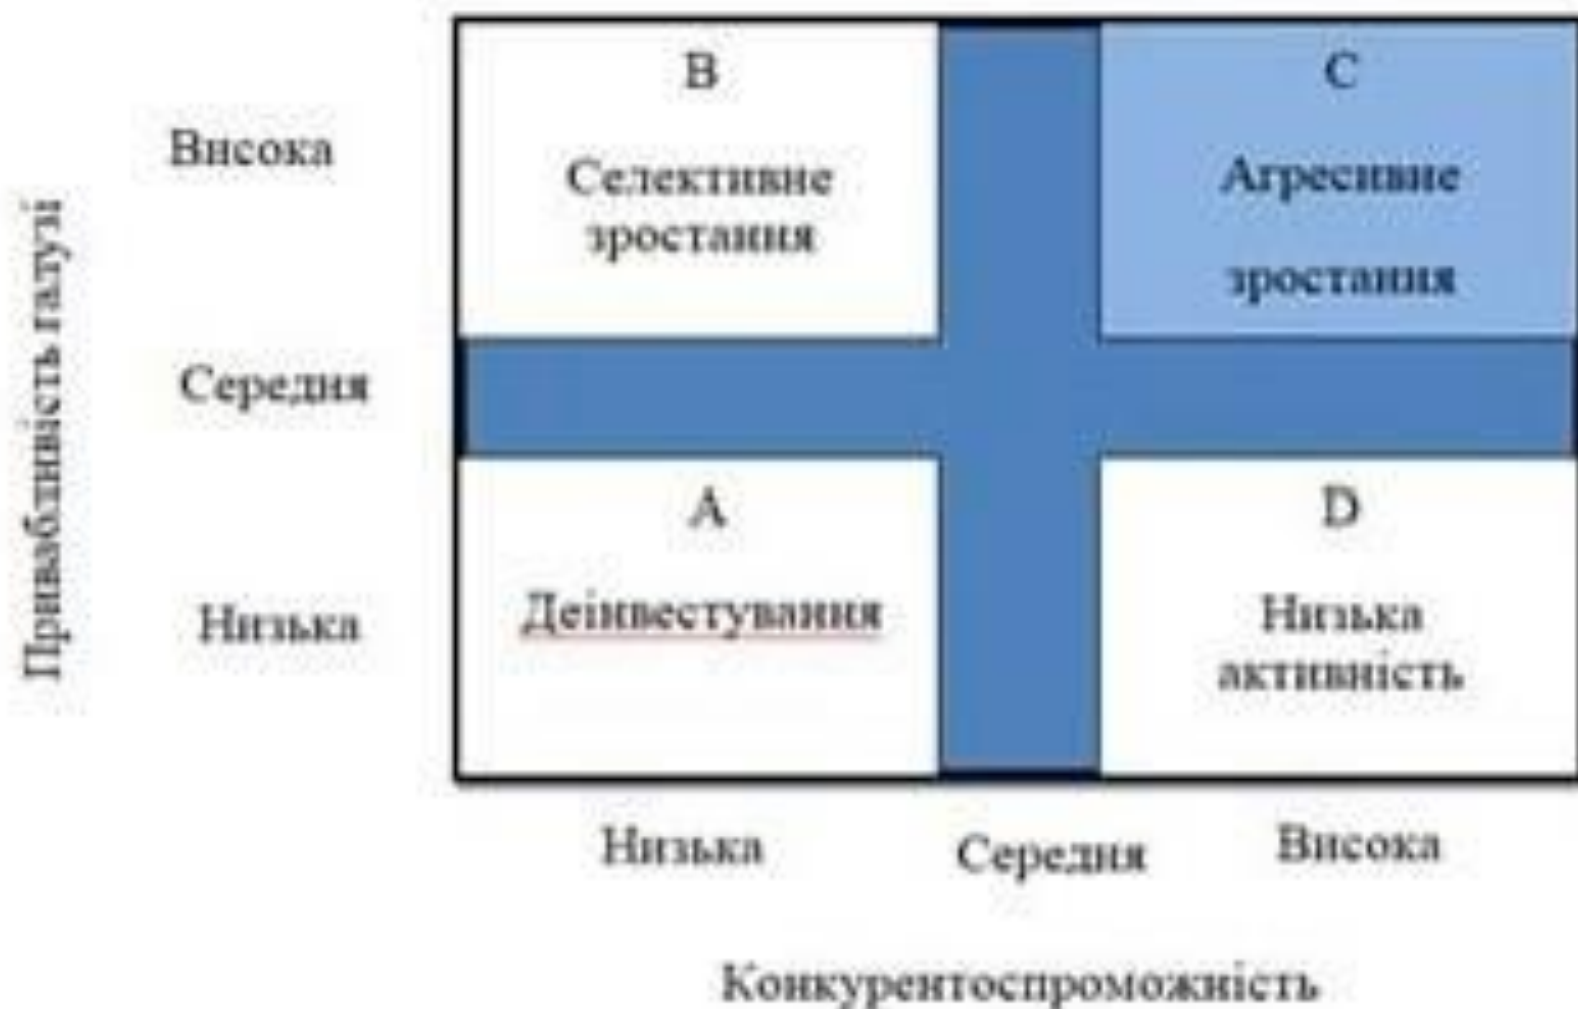 B
Селективне
зростання
C
Агресивне
зростання
A
Деінвестування
D
Низька
активність
Привабливість галузі
Висока
Середня
Низька
Низька
Середня
Висока
Конкурентоспроможність